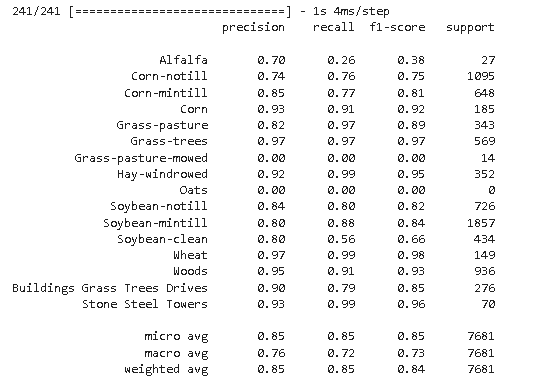 241/241 [==============================] - 1s 4ms/step
precision recall f1-score support
Alfalfa 0.70 0.26 0.38 27
Corn-notill 0.74 0.76 0.75 1095
Corn-mintill 0.85 0.77 0.81 648
Corn 0.93 0.91 0.92 185
Grass-pasture 0.82 0.97 0.89 343
Grass-trees 0.97 0.97 0.97 569
Grass-pasture-mowed 0.00 0.00 0.00 14
Hay-windrowed 0.92 0.99 0.95 352
Oats 0.00 0.00 0.00 0
Soybean-notill 0.84 0.80 0.82 726
Soybean-mintill 0.80 0.88 0.84 1857
Soybean-clean 0.80 0.56 0.66 434
Wheat 0.97 0.99 0.98 149
Woods 0.95 0.91 0.93 936
Buildings Grass Trees Drives 0.90 0.79 0.85 276
Stone Steel Towers 0.93 0.99 0.96 70
micro avg 0.85 0.85 0.85 7681
macro avg 0.76 0.72 0.73 7681
weighted avg 0.85 0.85 0.84 7681